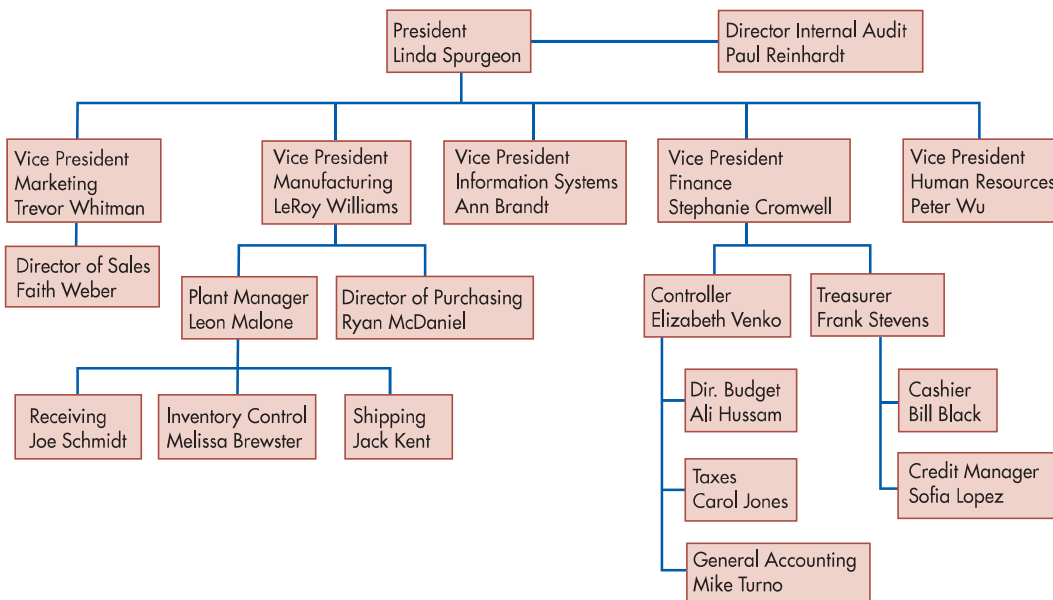 President
Linda Spurgeon
Director Internal Audit
Paul Reinhardt
Vice President
Marketing
Trevor Whitman
Vice President
Manufacturing
LeRoy Williams
Vice President
Information Systems
Ann Brandt
Vice President
Finance
Stephanie Cromwell
Vice President
Human Resources
Peter Wu
Director of Sales
Faith Weber
Plant Manager
Leon Malone
Director of Purchasing
Ryan McDaniel
Controller
Elizabeth Venko
Treasurer
Frank Stevens
Receiving
Joe Schmidt
Inventory Control
Melissa Brewster
Shipping
Jack Kent
Dir. Budget
Ali Hussam
Cashier
Bill Black
Taxes
Carol Jones
Credit Manager
Sofia Lopez
General Accounting
Mike Turno